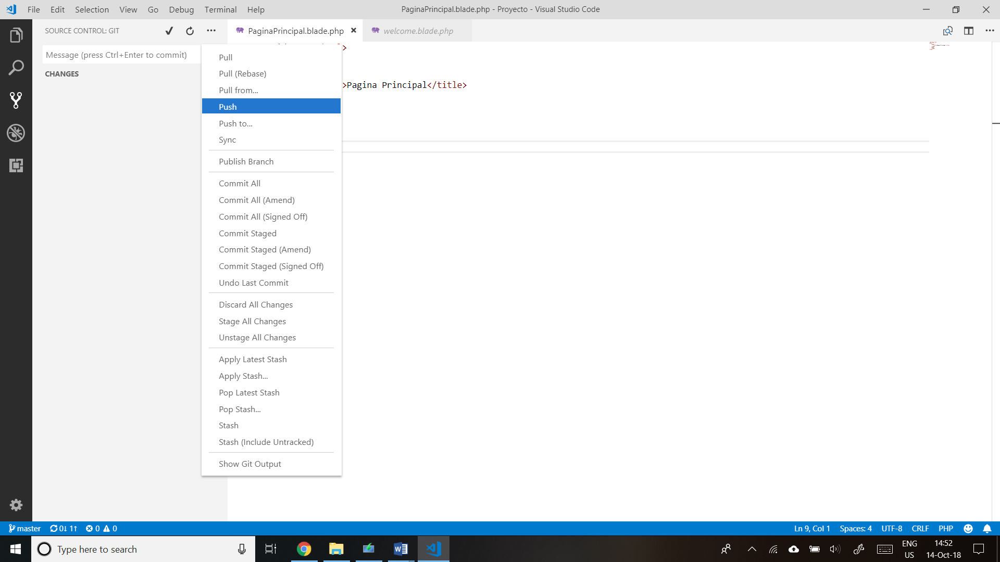 File Edit Selection View Go Debug Terminal Help
PaginaPrincipal.blade.php - Proyecto - Visual Studio Code
SOURCE CONTROL: GIT
PaginaPrincipal.blade.php
welcome.blade.php
Message (press Ctrl+Enter to commit)
CHANGES
>
>Pagina Principal</title>
Pull
Pull (Rebase)
Pull from...
Push
Push to...
Sync
Publish Branch
Commit All
Commit All (Amend)
Commit All (Signed Off)
Commit Staged
Commit Staged (Amend)
Commit Staged (Signed Off)
Undo Last Commit
Discard All Changes
Stage All Changes
Unstage All Changes
Apply Latest Stash
Apply Stash...
Pop Latest Stash
Pop Stash...
Stash
Stash (Include Untracked)
Show Git Output
master 0↓ 1↑ 0 0
Ln 9, Col 1 Spaces: 4 UTF-8 CRLF PHP
Type here to search
ENG
US
14:52
14-Oct-18